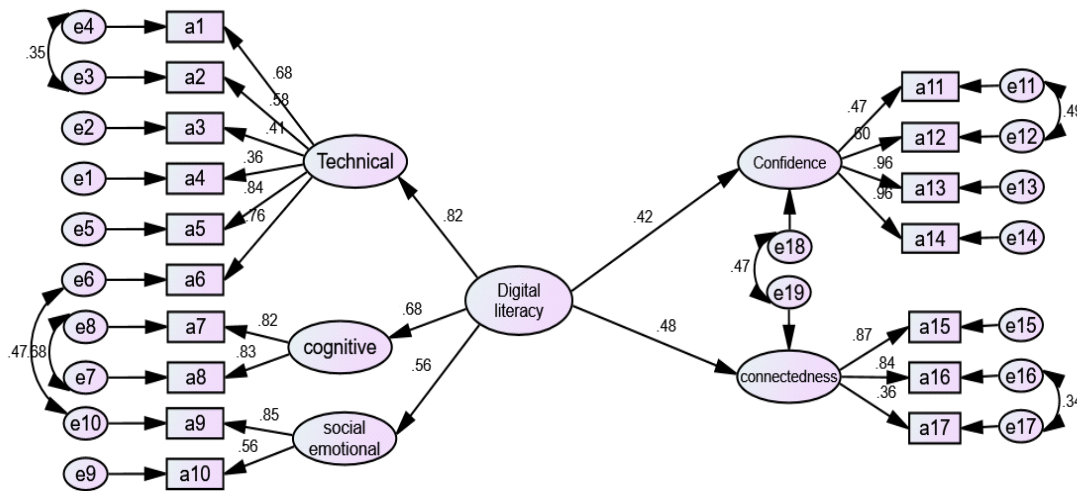 e4 a1
.35
e3 a2
.68
.58
e2 a3
.41
e1 a4
.36
Technical
.84
e5 a5
.76
e6 a6
.82
e8 a7
.82
.68
.47 .68
cognitive
e7 a8
.83
.56
e10 a9
.85
social
emotional
.56
e9 a10
Digital
literacy
.42
.48
Confidence
.47
a11 e11
.49
.60
a12 e12
.96
a13 e13
.96
a14 e14
e18
.47
e19
connectedness
.87
a15 e15
.84
a16 e16
.34
.36
a17 e17